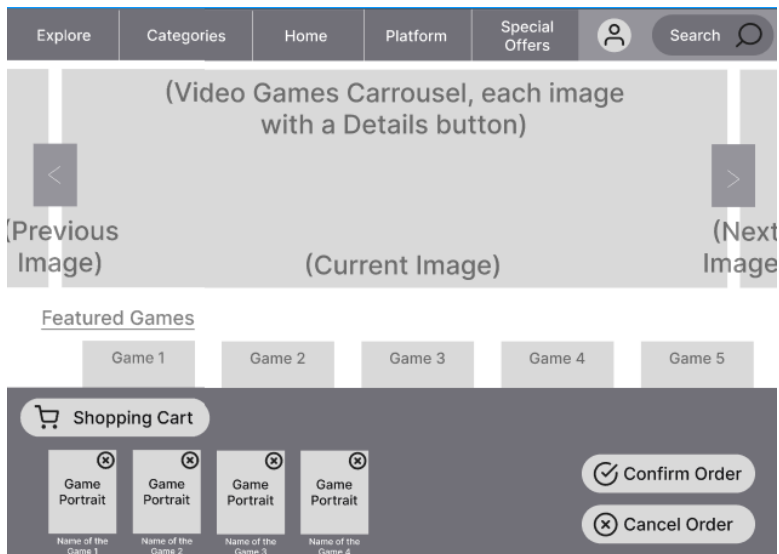 Explore Categories Home Platform Special Offers Search
(Video Games Carrousel, each image
with a Details button)
<
>
(Previous
Image)
(Current Image)
(Next
Image
Featured Games
Game 1 Game 2 Game 3 Game 4 Game 5
Shopping Cart
Game
Portrait
Game
Portrait
Game
Portrait
Game
Portrait
Name of the
Game 1
Name of the
Game 2
Name of the
Game 3
Name of the
Game 4
Confirm Order
Cancel Order